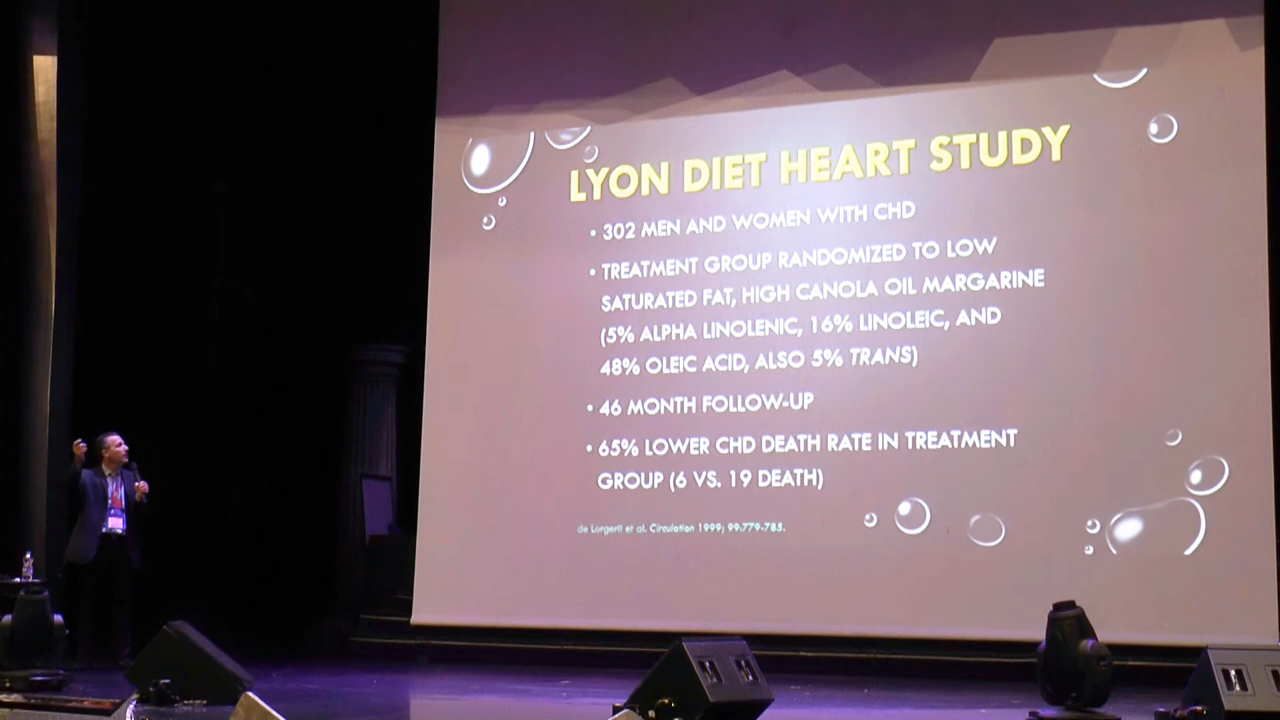 LYON DIET HEART STUDY
• 302 MEN AND WOMEN WITH CHD
• TREATMENT GROUP RANDOMIZED TO LOW
SATURATED FAT, HIGH CANOLA OIL MARGARINE
(5% ALPHA LINOLENIC, 16% LINOLEIC, AND
48% OLEIC ACID, ALSO 5% TRANS)
• 46 MONTH FOLLOW-UP
• 65% LOWER CHD DEATH RATE IN TREATMENT
GROUP (6 VS. 19 DEATH)
de Lorgeril et al. Circulation 1999; 99:779-785.